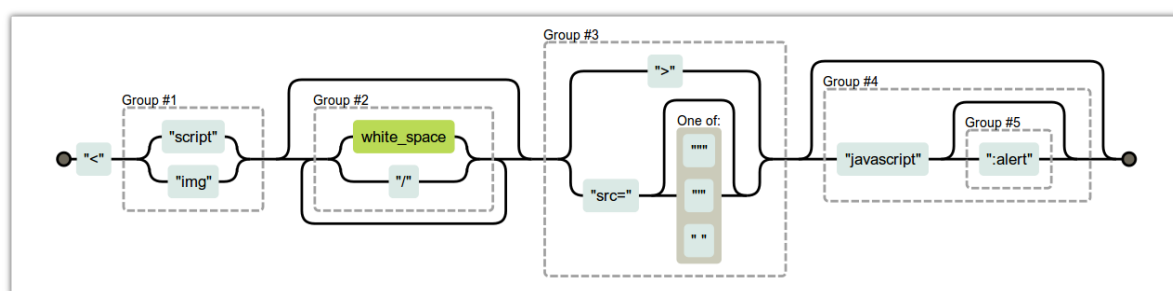 Group #3
">"
Group #4
Group #1
Group #2
One of:
Group #5
"script"
white_space
"""
"<"
"javascript"
":alert"
"img"
"/"
"src="
"'"
" "